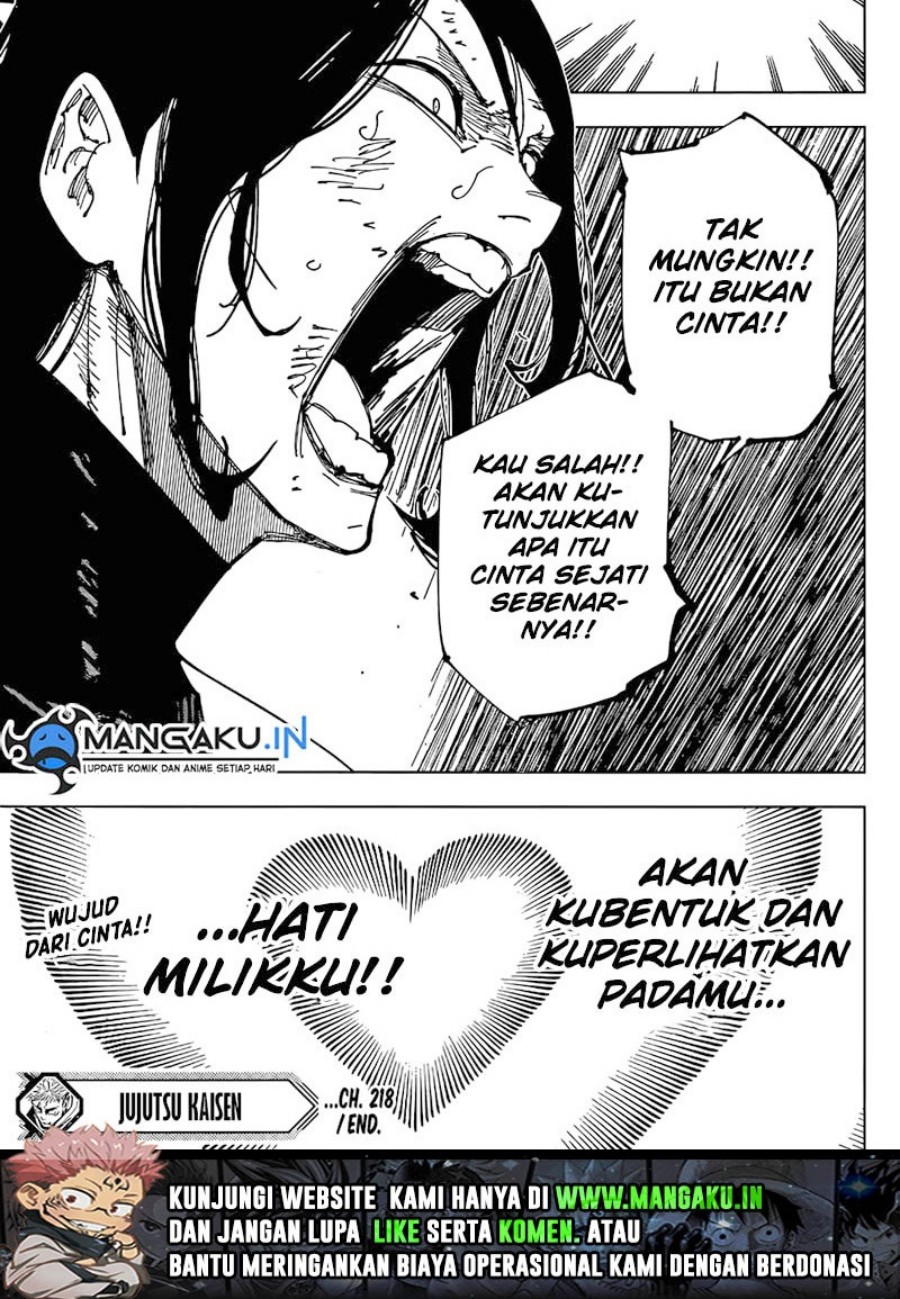 TAK
MUNGKIN!!
ITU BUKAN
CINTA!!
KAU SALAH!!
AKAN KU-
TUNJUKKAN
APA ITU
CINTA SEJATI
SEBENAR-
NYA!!
MANGAKU.IN
UPDATE KOMIK DAN ANIME SETIAP HARI
AKAN
KUBENTUK DAN
KUPERLIHATKAN
PADAMU...
...HATI
MILIKKU!!
WUJUD
DARI CINTA!!
JUJUTSU KAISEN
...CH. 218
/ END.
KUNJUNGI WEBSITE KAMI HANYA DI WWW.MANGAKU.IN
DAN JANGAN LUPA LIKE SERTA KOMEN. ATAU
BANTU MERINGANKAN BIAYA OPERASIONAL KAMI DENGAN BERDONASI